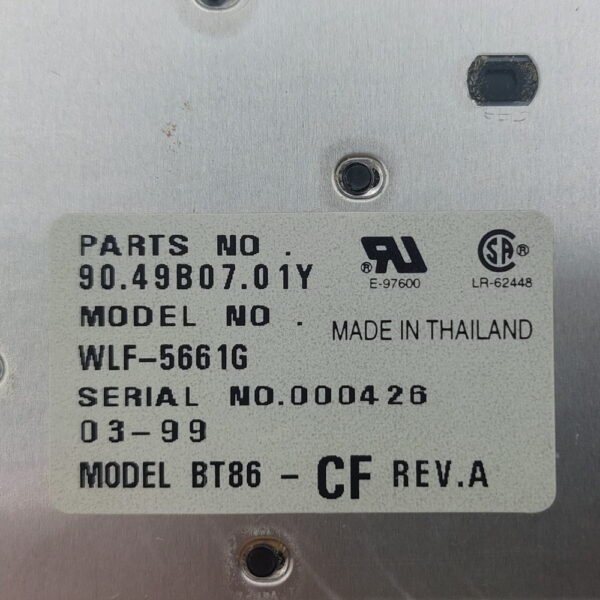 PARTS NO.
90.49B07.01Y
MODEL NO.
WLF-5661G
SERIAL NO.000426
03-99
MODEL BT86 - CF REV.A
®
E-97600
SA ®
LR-62448
MADE IN THAILAND